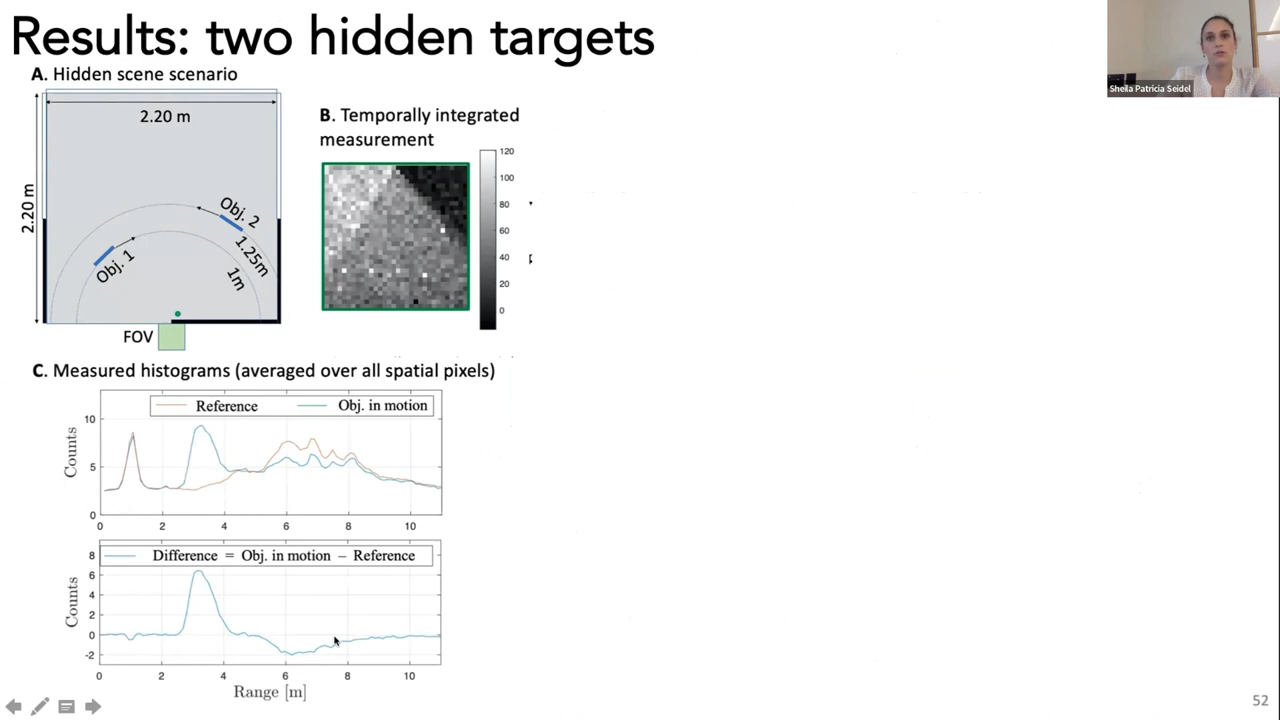 Results: two hidden targets
Sheila Patricia Seidel
A. Hidden scene scenario
2.20 m
2.20 m
Obj. 1
Obj. 2
1.25m
1m
FOV
B. Temporally integrated
measurement
120
100
80
60
40
20
0
C. Measured histograms (averaged over all spatial pixels)
Reference
Obj. in motion
Counts
10
5
0
0 2 4 6 8 10
Difference = Obj. in motion − Reference
Counts
8
6
4
2
0
-2
0 2 4 6 8 10
Range [m]
52